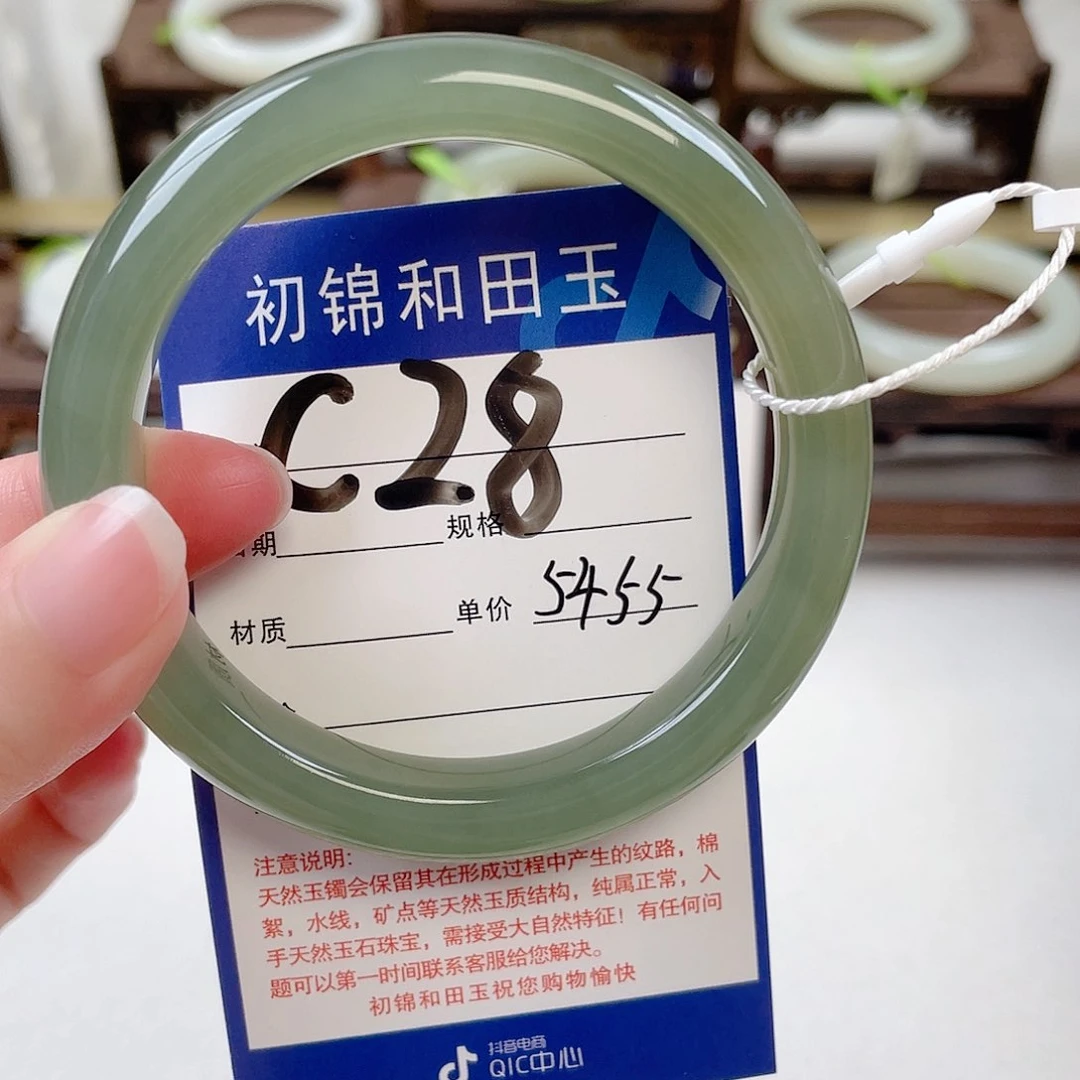 初锦和田玉
C28
期 规格
材质 单价 5455
注意说明:
天然玉镯会保留其在形成过程中产生的纹路，棉
絮，水线，矿点等天然玉质结构，纯属正常，入
手天然玉石珠宝，需接受大自然特征！有任何问
题可以第一时间联系客服给您解决。
初锦和田玉祝您购物愉快
抖音电商
QIC中心